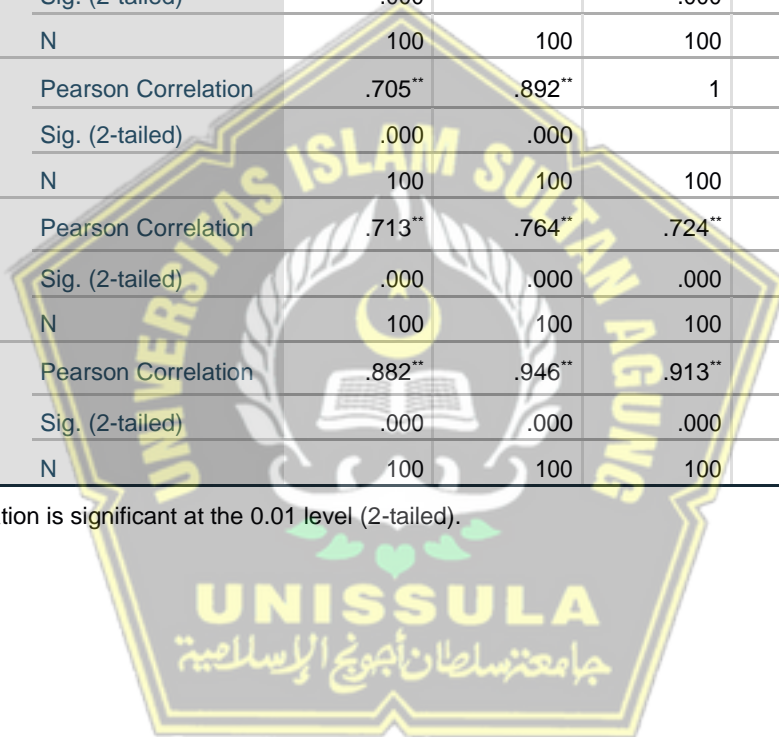 Sig. (2-tailed) .000 .000
N 100 100 100
Pearson Correlation .705** .892** 1
Sig. (2-tailed) .000 .000
N 100 100 100
Pearson Correlation .713** .764** .724**
Sig. (2-tailed) .000 .000 .000
N 100 100 100
Pearson Correlation .882** .946** .913**
Sig. (2-tailed) .000 .000 .000
N 100 100 100
tion is significant at the 0.01 level (2-tailed).
UNIVERSITAS ISLAM SULTAN AGUNG
UNISSULA
جامعة سلطان أجونج الإسلامية